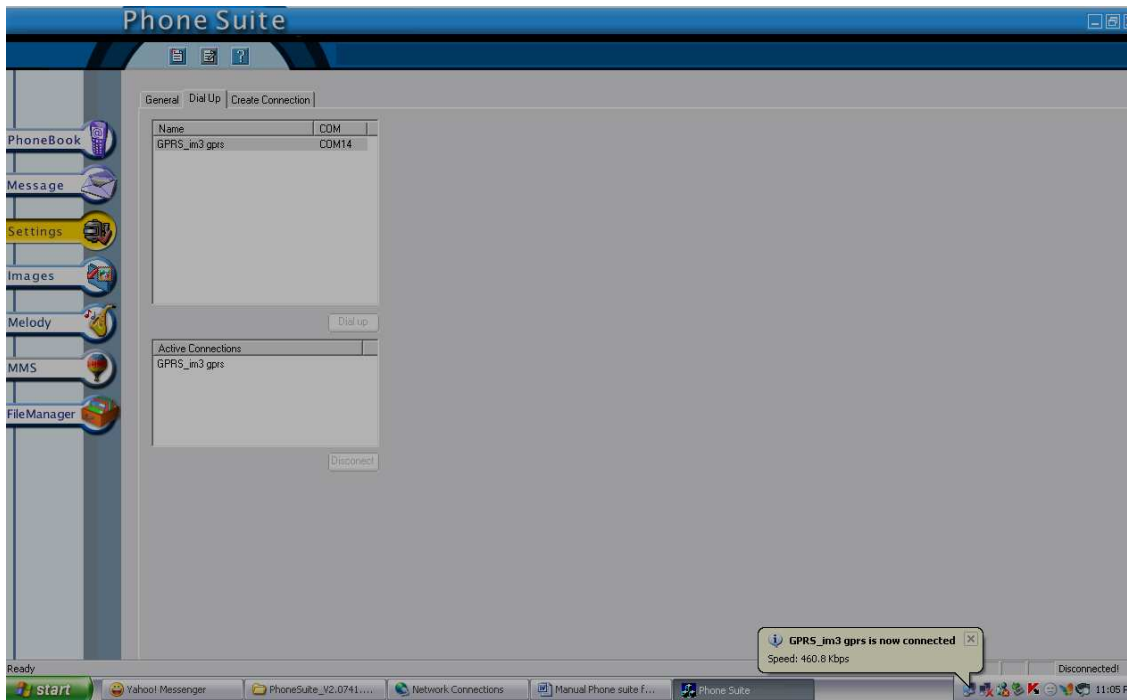 Phone Suite
General Dial Up Create Connection
Name COM
GPRS_im3 gprs COM14
Dial up
Active Connections
GPRS_im3 gprs
Disconect
PhoneBook
Message
Settings
Images
Melody
MMS
FileManager
GPRS_im3 gprs is now connected
Speed: 460.8 Kbps
Ready
Disconnected!
start
Yahoo! Messenger
PhoneSuite_V2.0741....
Network Connections
Manual Phone suite f...
Phone Suite
11:05 P